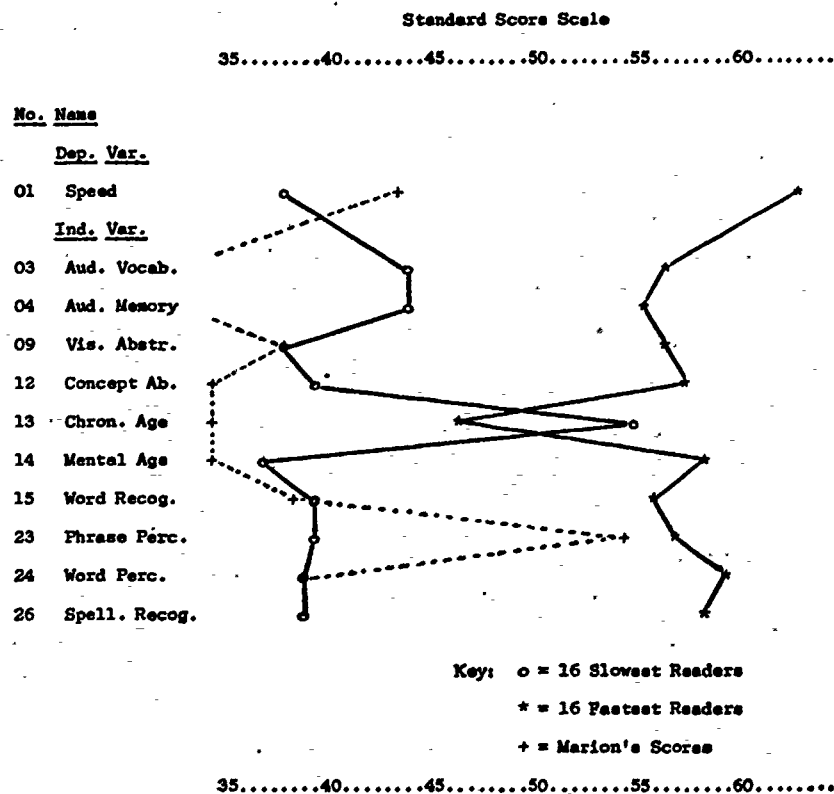 Standard Score Scale
35........40........45........50........55........60........
No. Name
Dep. Var.
01 Speed
Ind. Var.
03 Aud. Vocab.
04 Aud. Memory
09 Vis. Abstr.
12 Concept Ab.
13 Chron. Age
14 Mental Age
15 Word Recog.
23 Phrase Perc.
24 Word Perc.
26 Spell. Recog.
Key: o = 16 Slowest Readers
* = 16 Fastest Readers
+ = Marion's Scores
35........40........45........50........55........60........